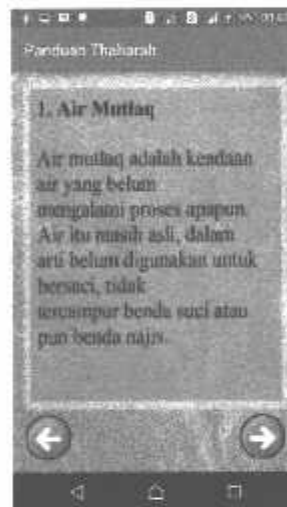 Panduan Thaharah
1. Air Mutlaq
Air mutlaq adalah keadaan
air yang belum
mengalami proses apapun.
Air itu masih asli, dalam
arti belum digunakan untuk
bersuci, tidak
tercampur benda suci atau
pun benda najis.